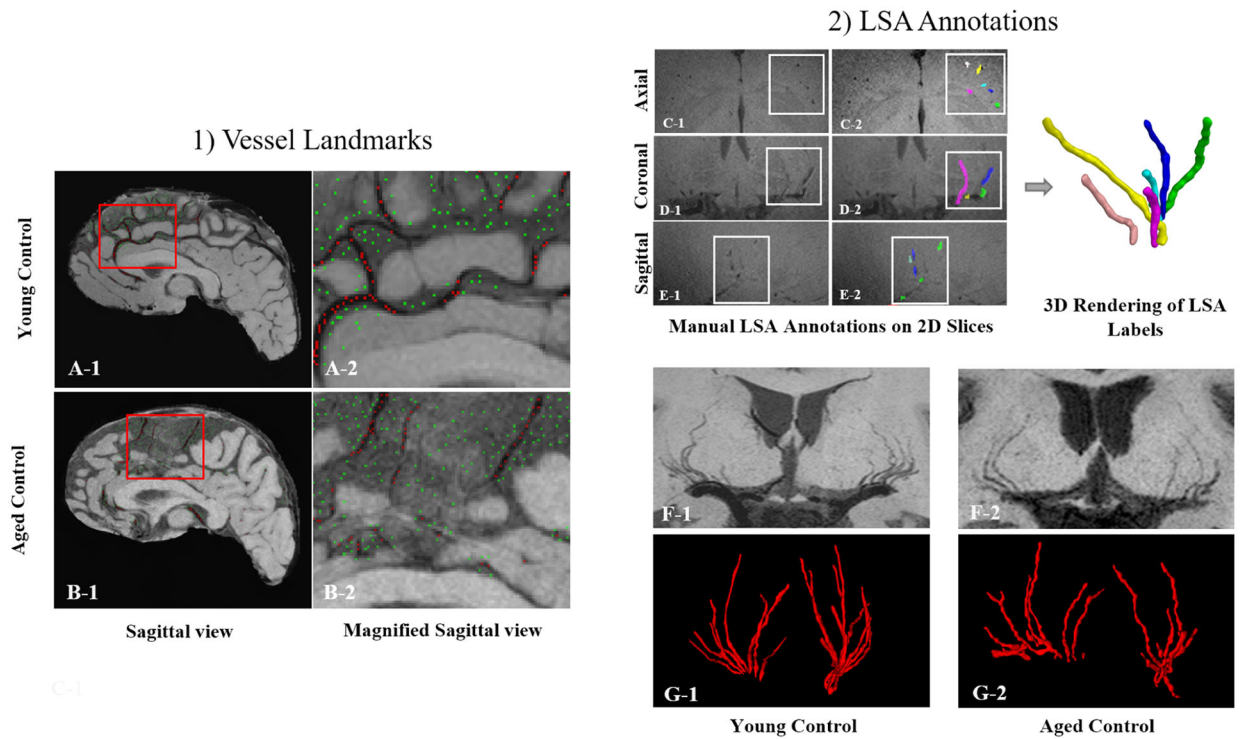 1) Vessel Landmarks
Young Control
A-1
A-2
Aged Control
B-1
B-2
Sagittal view
Magnified Sagittal view
C-1
2) LSA Annotations
Axial
C-1
C-2
Coronal
D-1
D-2
Sagittal
E-1
E-2
Manual LSA Annotations on 2D Slices
3D Rendering of LSA
Labels
F-1
F-2
G-1
G-2
Young Control
Aged Control